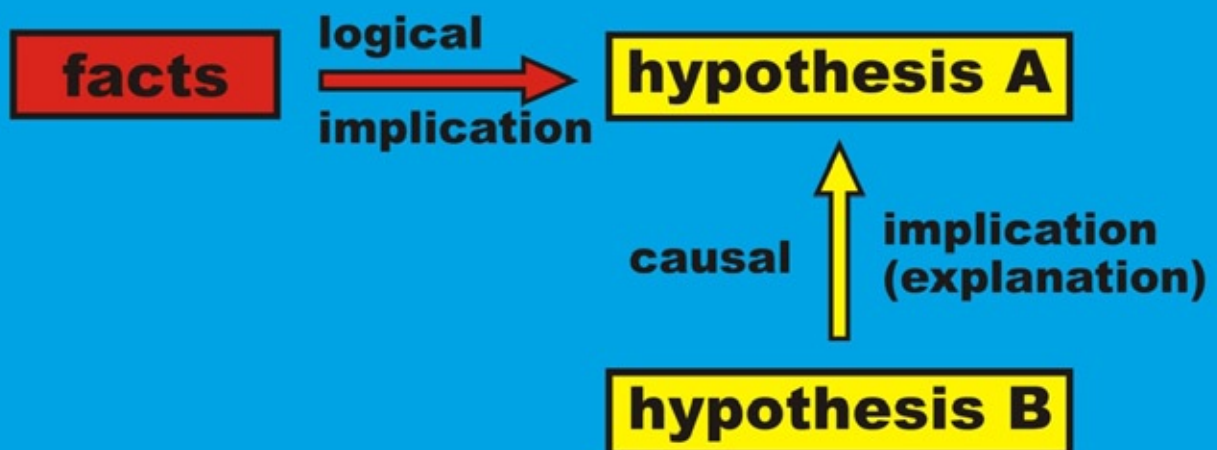 facts
logical
implication
hypothesis A
causal
implication
(explanation)
hypothesis B